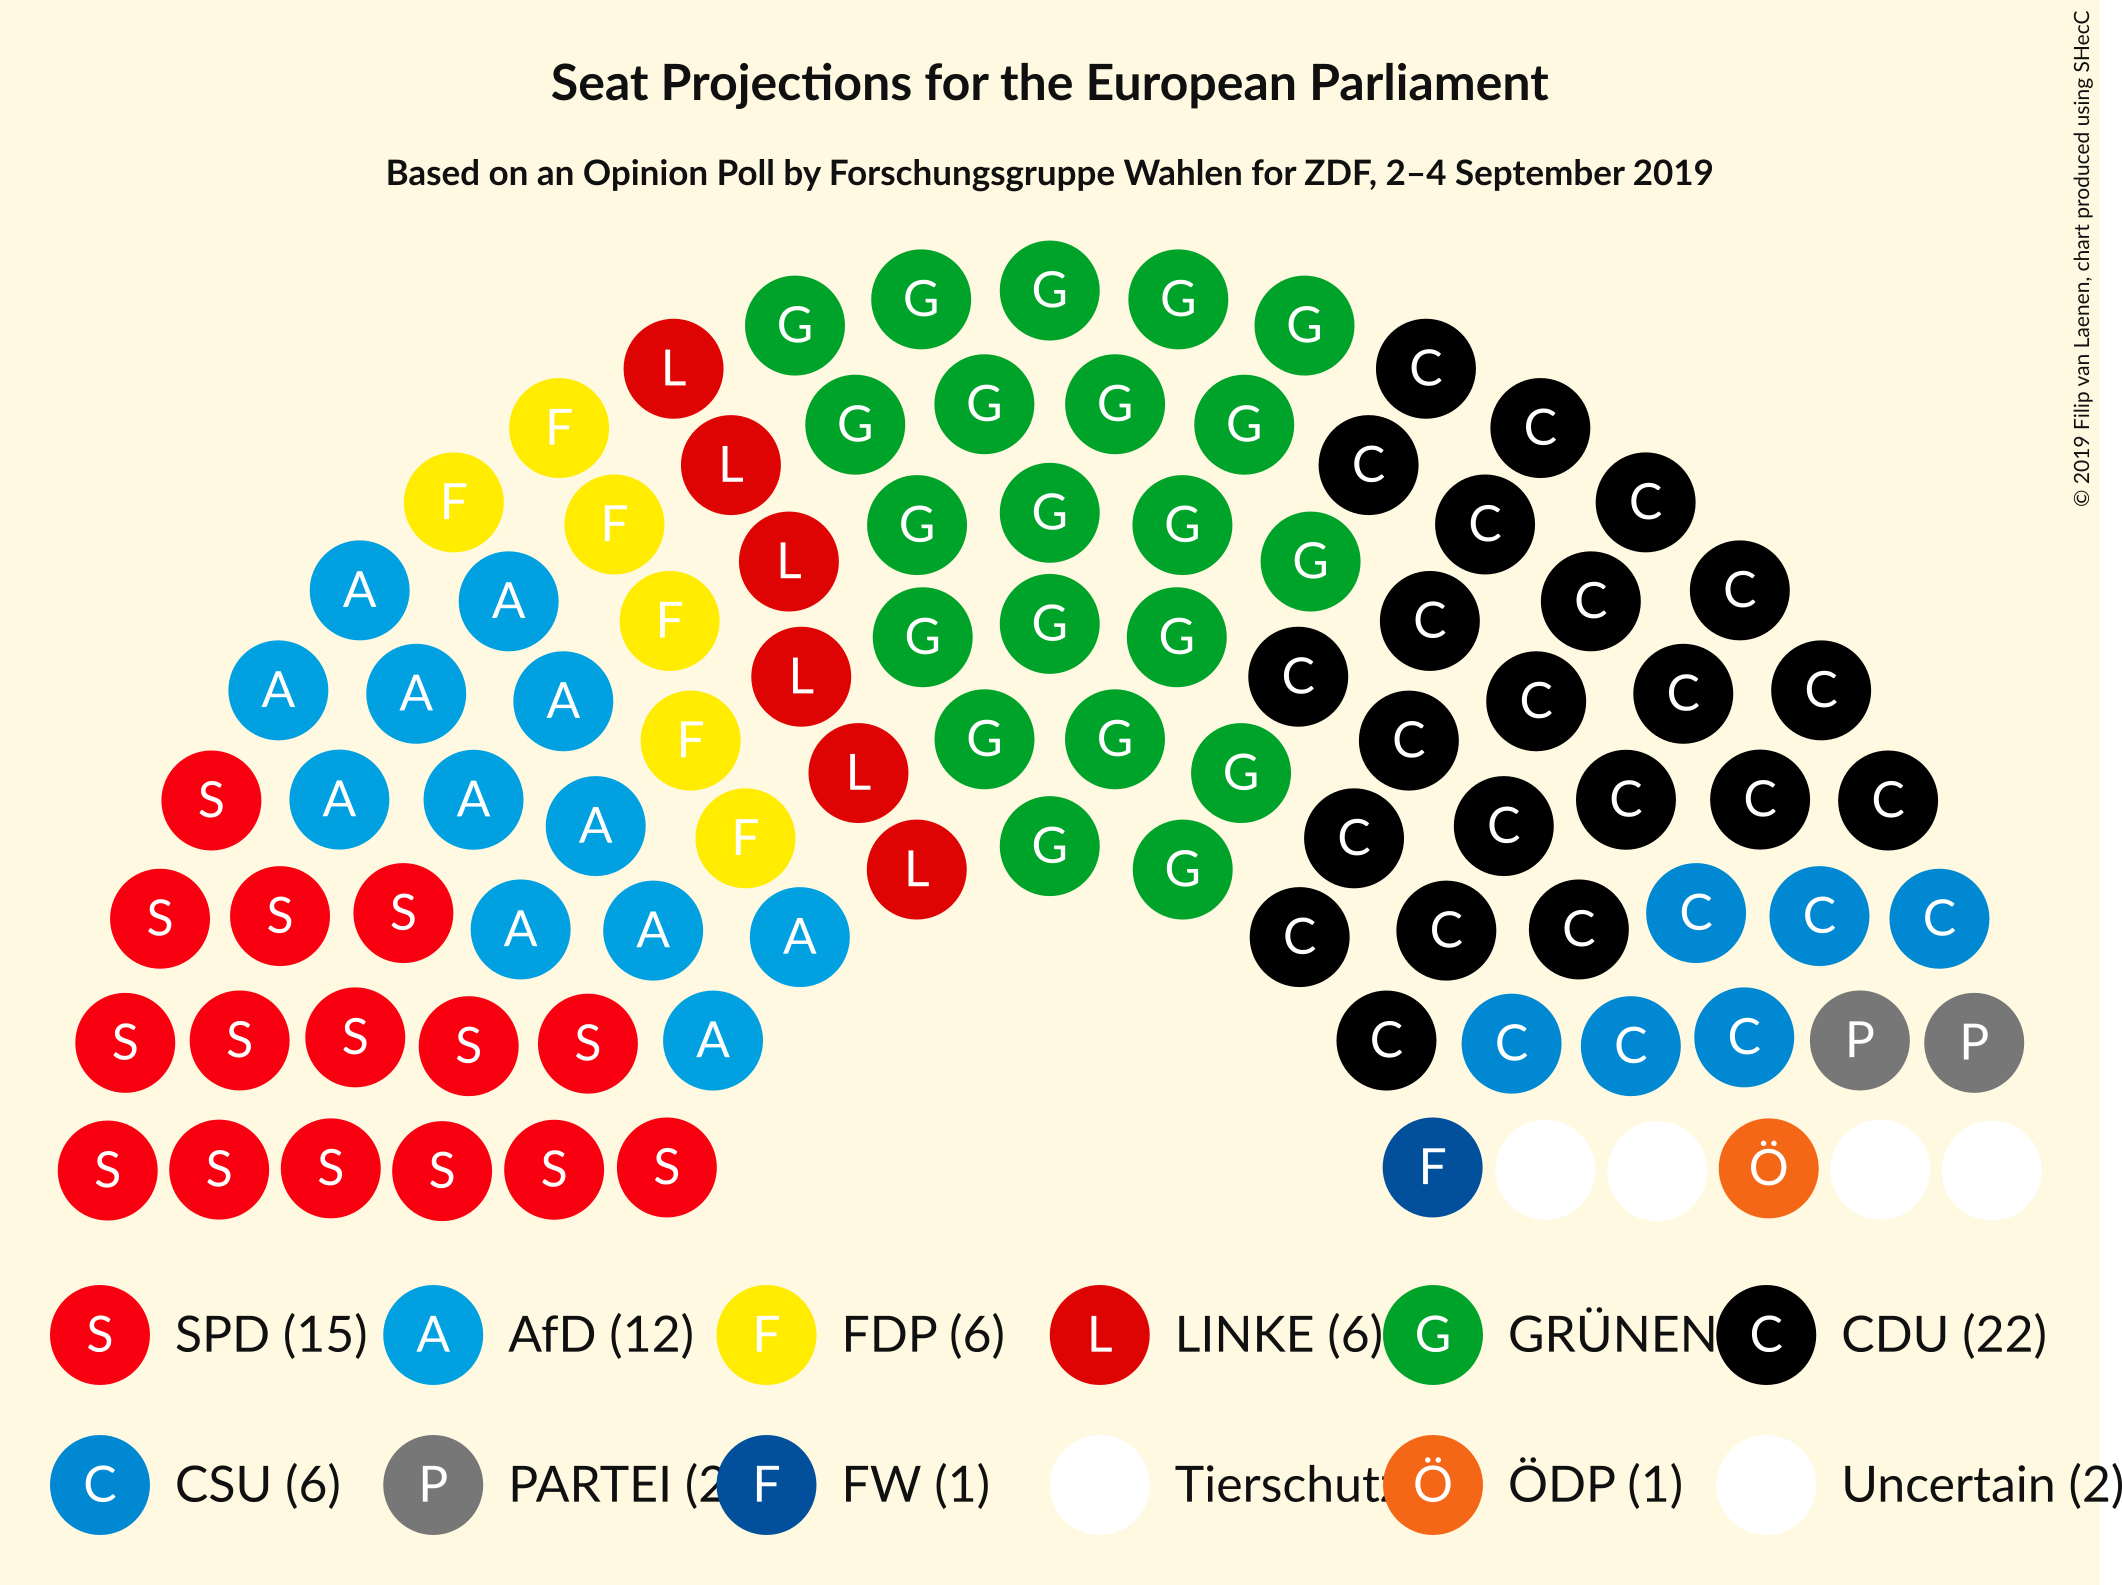 Seat Projections for the European Parliament
Based on an Opinion Poll by Forschungsgruppe Wahlen for ZDF, 2–4 September 2019
© 2019 Filip van Laenen, chart produced using SHecC
G G G G G
L C
G G G G
F C
L C
F C
G G G
F C
L G C
A C
A C
F C
G G G
L C
A C
A C
A C
F C
G G
L G C
S C
A C
A C
A C
F C
G
L G C
S C
S C
S C
A C
A C
A C
S S S S S A C C C C P P
S S S S S S F Ö
S SPD (15) A AfD (12) F FDP (6) L LINKE (6) G GRÜNEN C CDU (22)
C CSU (6) P PARTEI (2 F FW (1) Tierschutz Ö ÖDP (1) Uncertain (2)